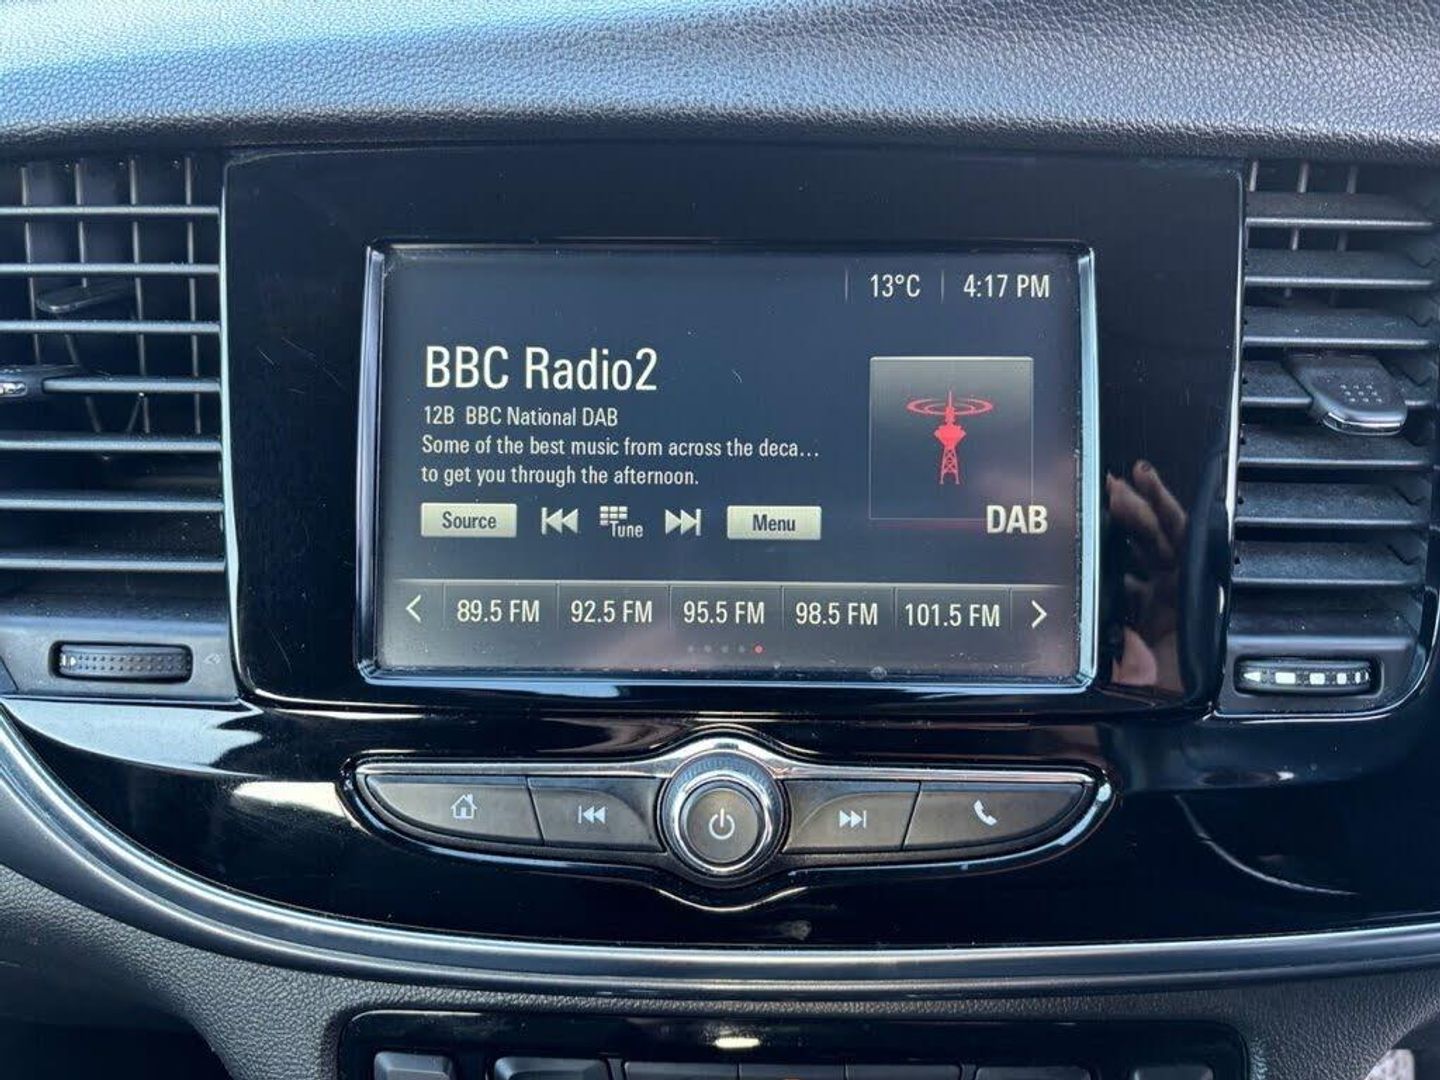 13°C 4:17 PM
BBC Radio2
12B BBC National DAB
Some of the best music from across the deca...
to get you through the afternoon.
Source Tune Menu
DAB
89.5 FM 92.5 FM 95.5 FM 98.5 FM 101.5 FM